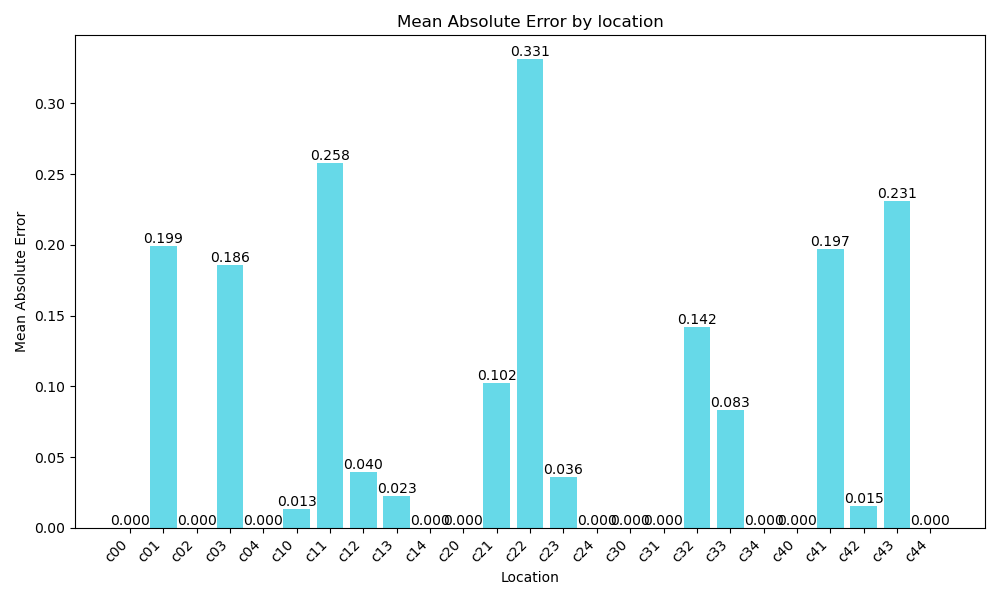 Mean Absolute Error by location
Mean Absolute Error
0.30
0.25
0.20
0.15
0.10
0.05
0.00
0.000
0.199
0.000
0.186
0.000
0.013
0.258
0.040
0.023
0.000
0.000
0.102
0.331
0.036
0.000
0.000
0.000
0.142
0.083
0.000
0.000
0.197
0.015
0.231
0.000
c00
c01
c02
c03
c04
c10
c11
c12
c13
c14
c20
c21
c22
c23
c24
c30
c31
c32
c33
c34
c40
c41
c42
c43
c44
Location